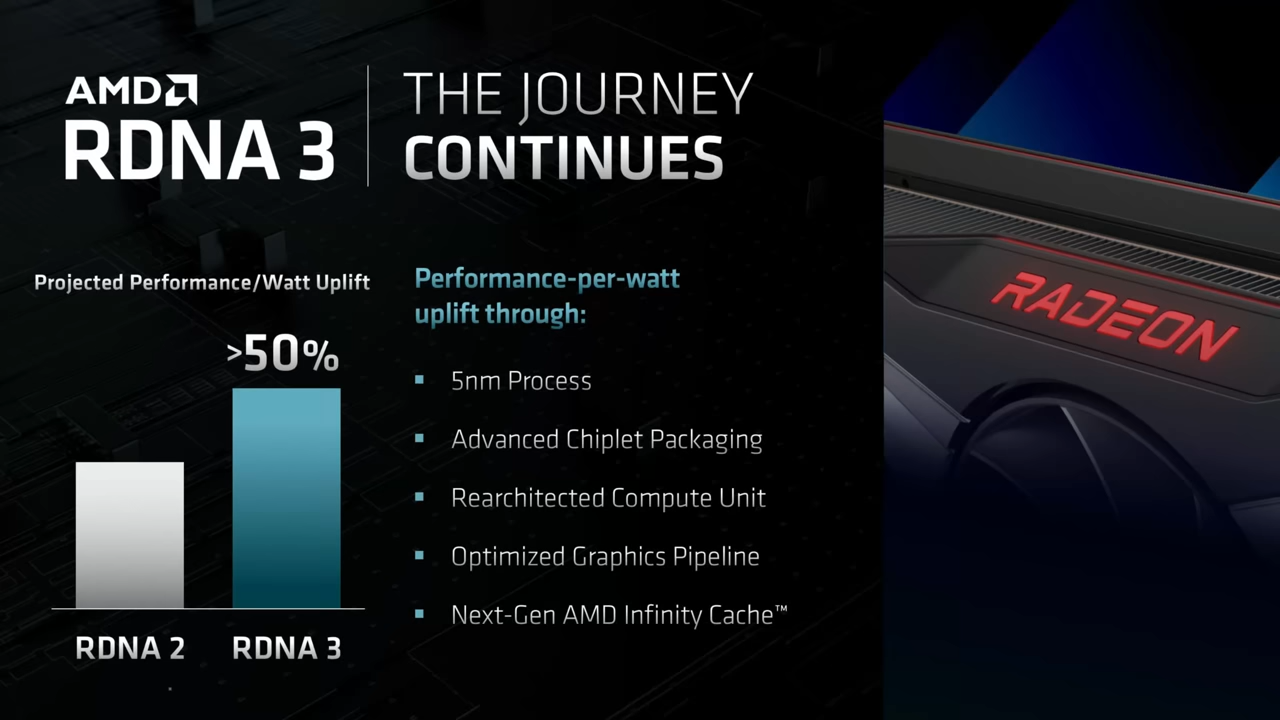 AMD
RDNA 3
THE JOURNEY
CONTINUES
Projected Performance/Watt Uplift
>50%
RDNA 2
RDNA 3
Performance-per-watt
uplift through:
▪ 5nm Process
▪ Advanced Chiplet Packaging
▪ Rearchitected Compute Unit
▪ Optimized Graphics Pipeline
▪ Next-Gen AMD Infinity Cache™
RADEON